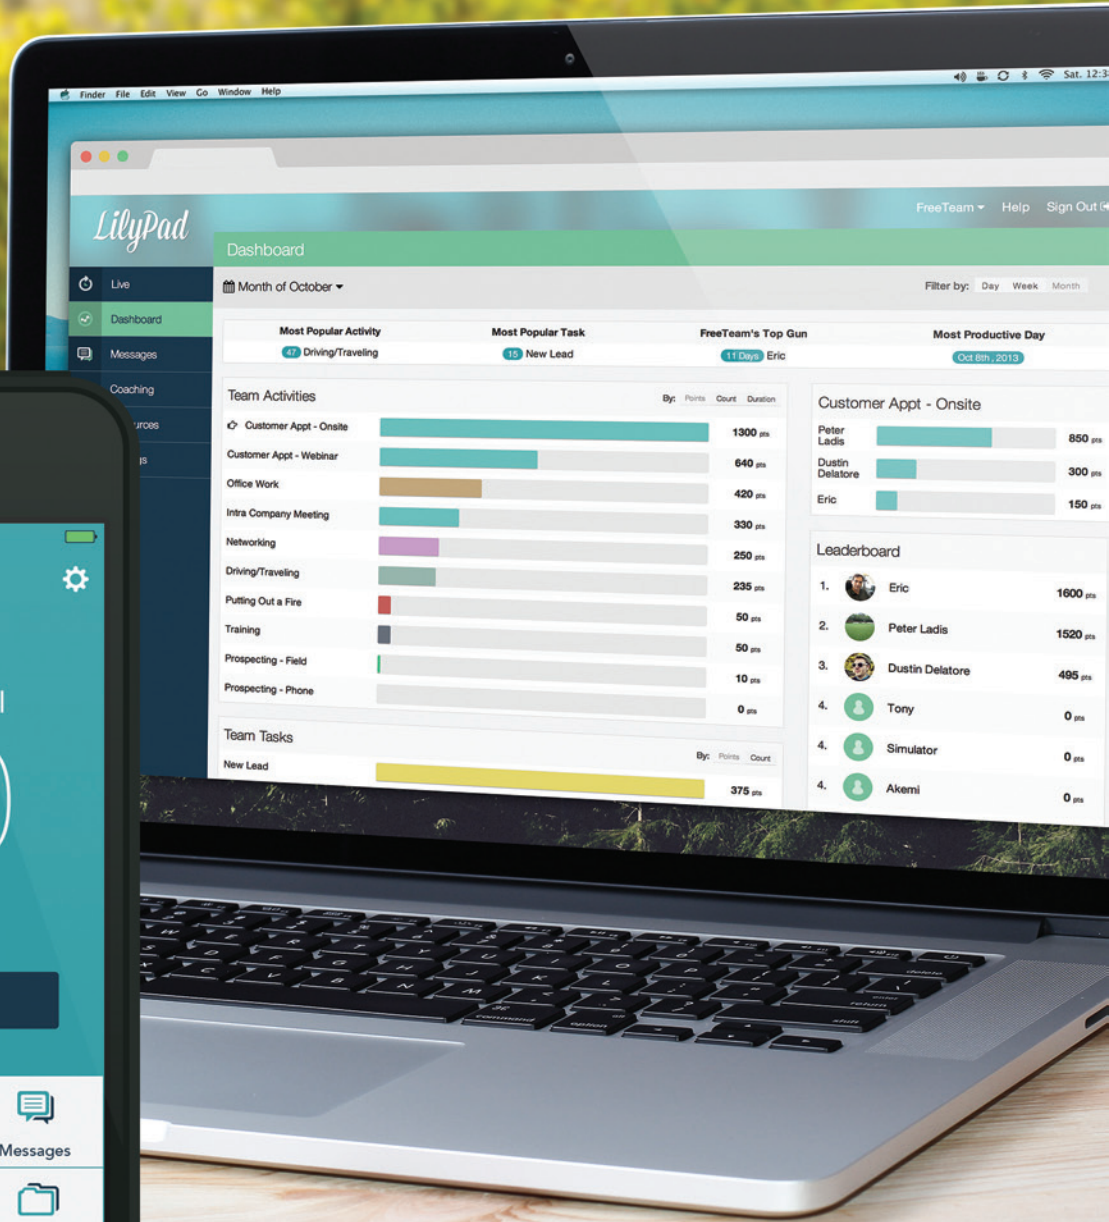 Finder File Edit View Go Window Help
Sat. 12:3
LilyPad
FreeTeam Help Sign Out
Dashboard
Live
Dashboard
Messages
Coaching
Month of October
Filter by: Day Week Month
Most Popular Activity
47 Driving/Traveling
Most Popular Task
15 New Lead
FreeTeam's Top Gun
11 Days Eric
Most Productive Day
Oct 8th, 2013
Team Activities
By: Points Count Duration
Customer Appt - Onsite 1300 pts
Customer Appt - Webinar 640 pts
Office Work 420 pts
Intra Company Meeting 330 pts
Networking 250 pts
Driving/Traveling 235 pts
Putting Out a Fire 50 pts
Training 50 pts
Prospecting - Field 10 pts
Prospecting - Phone 0 pts
Team Tasks
By: Points Count
New Lead 375 pts
Customer Appt - Onsite
Peter Ladis 850 pts
Dustin Delatore 300 pts
Eric 150 pts
Leaderboard
1. Eric 1600 pts
2. Peter Ladis 1520 pts
3. Dustin Delatore 495 pts
4. Tony 0 pts
4. Simulator 0 pts
4. Akemi 0 pts
W E R T Y U I O P
S D F G H J K L
X C V B N M
delete
enter
return
shift
command
option
Messages